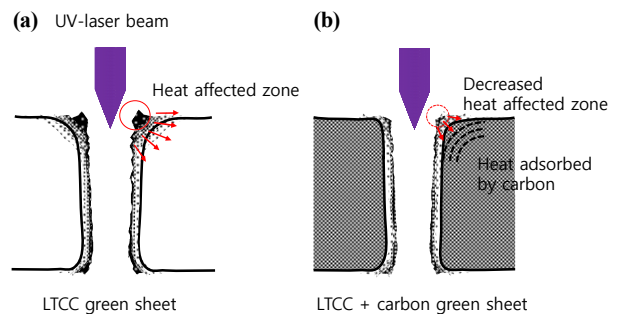 (a)
UV-laser beam
Heat affected zone
LTCC green sheet
(b)
Decreased
heat affected zone
Heat adsorbed
by carbon
LTCC + carbon green sheet